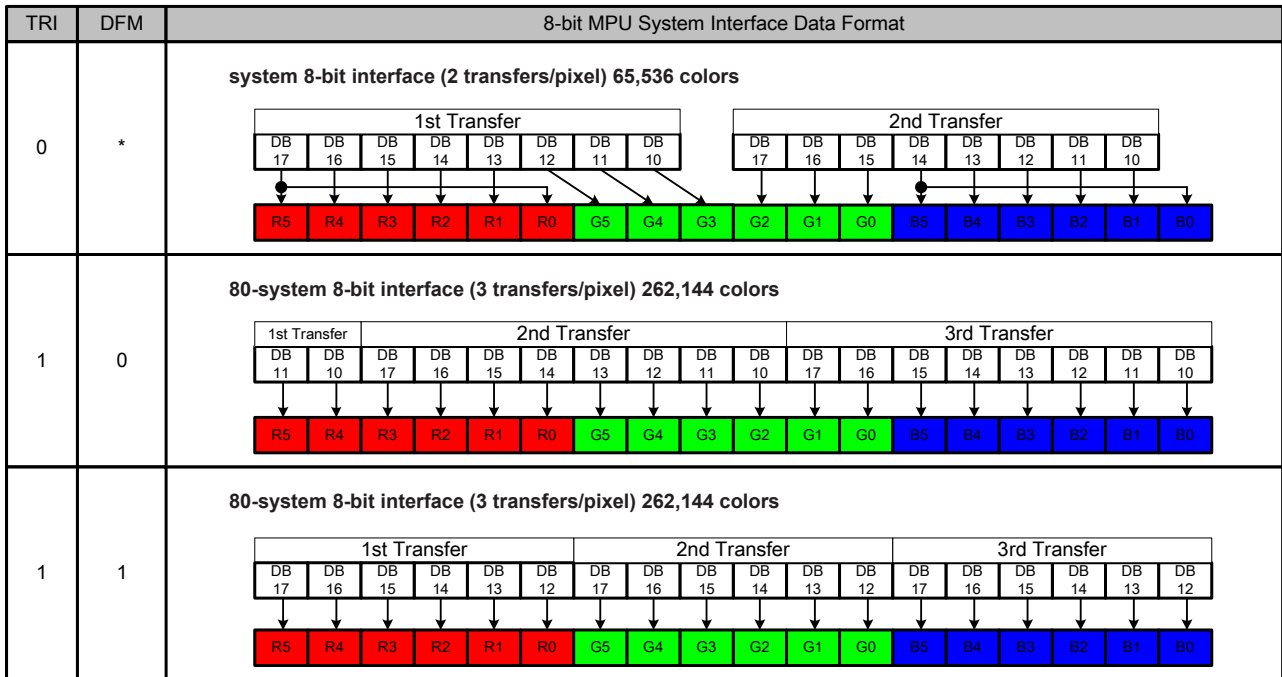 TRI DFM 8-bit MPU System Interface Data Format
0 *
system 8-bit interface (2 transfers/pixel) 65,536 colors
1st Transfer 2nd Transfer
DB DB DB DB DB DB DB DB DB DB DB DB DB DB DB DB
17 16 15 14 13 12 11 10 17 16 15 14 13 12 11 10
R5 R4 R3 R2 R1 R0 G5 G4 G3 G2 G1 G0 B5 B4 B3 B2 B1 B0
1 0
80-system 8-bit interface (3 transfers/pixel) 262,144 colors
1st Transfer 2nd Transfer 3rd Transfer
DB DB DB DB DB DB DB DB DB DB DB DB DB DB DB DB DB DB
11 10 17 16 15 14 13 12 11 10 17 16 15 14 13 12 11 10
R5 R4 R3 R2 R1 R0 G5 G4 G3 G2 G1 G0 B5 B4 B3 B2 B1 B0
1 1
80-system 8-bit interface (3 transfers/pixel) 262,144 colors
1st Transfer 2nd Transfer 3rd Transfer
DB DB DB DB DB DB DB DB DB DB DB DB DB DB DB DB DB DB
17 16 15 14 13 12 17 16 15 14 13 12 17 16 15 14 13 12
R5 R4 R3 R2 R1 R0 G5 G4 G3 G2 G1 G0 B5 B4 B3 B2 B1 B0